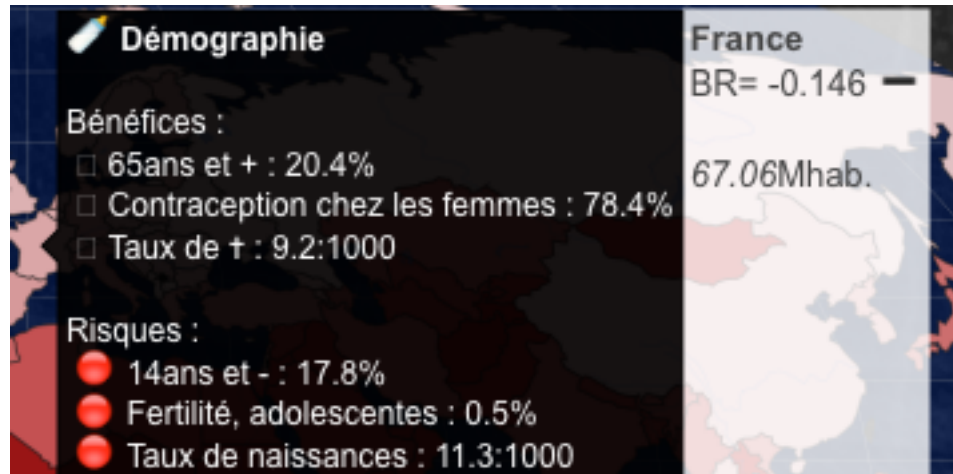 Démographie
Bénéfices :
65ans et + : 20.4%
Contraception chez les femmes : 78.4%
Taux de † : 9.2:1000
Risques :
14ans et - : 17.8%
Fertilité, adolescentes : 0.5%
Taux de naissances : 11.3:1000
France
BR= -0.146 −
67.06Mhab.